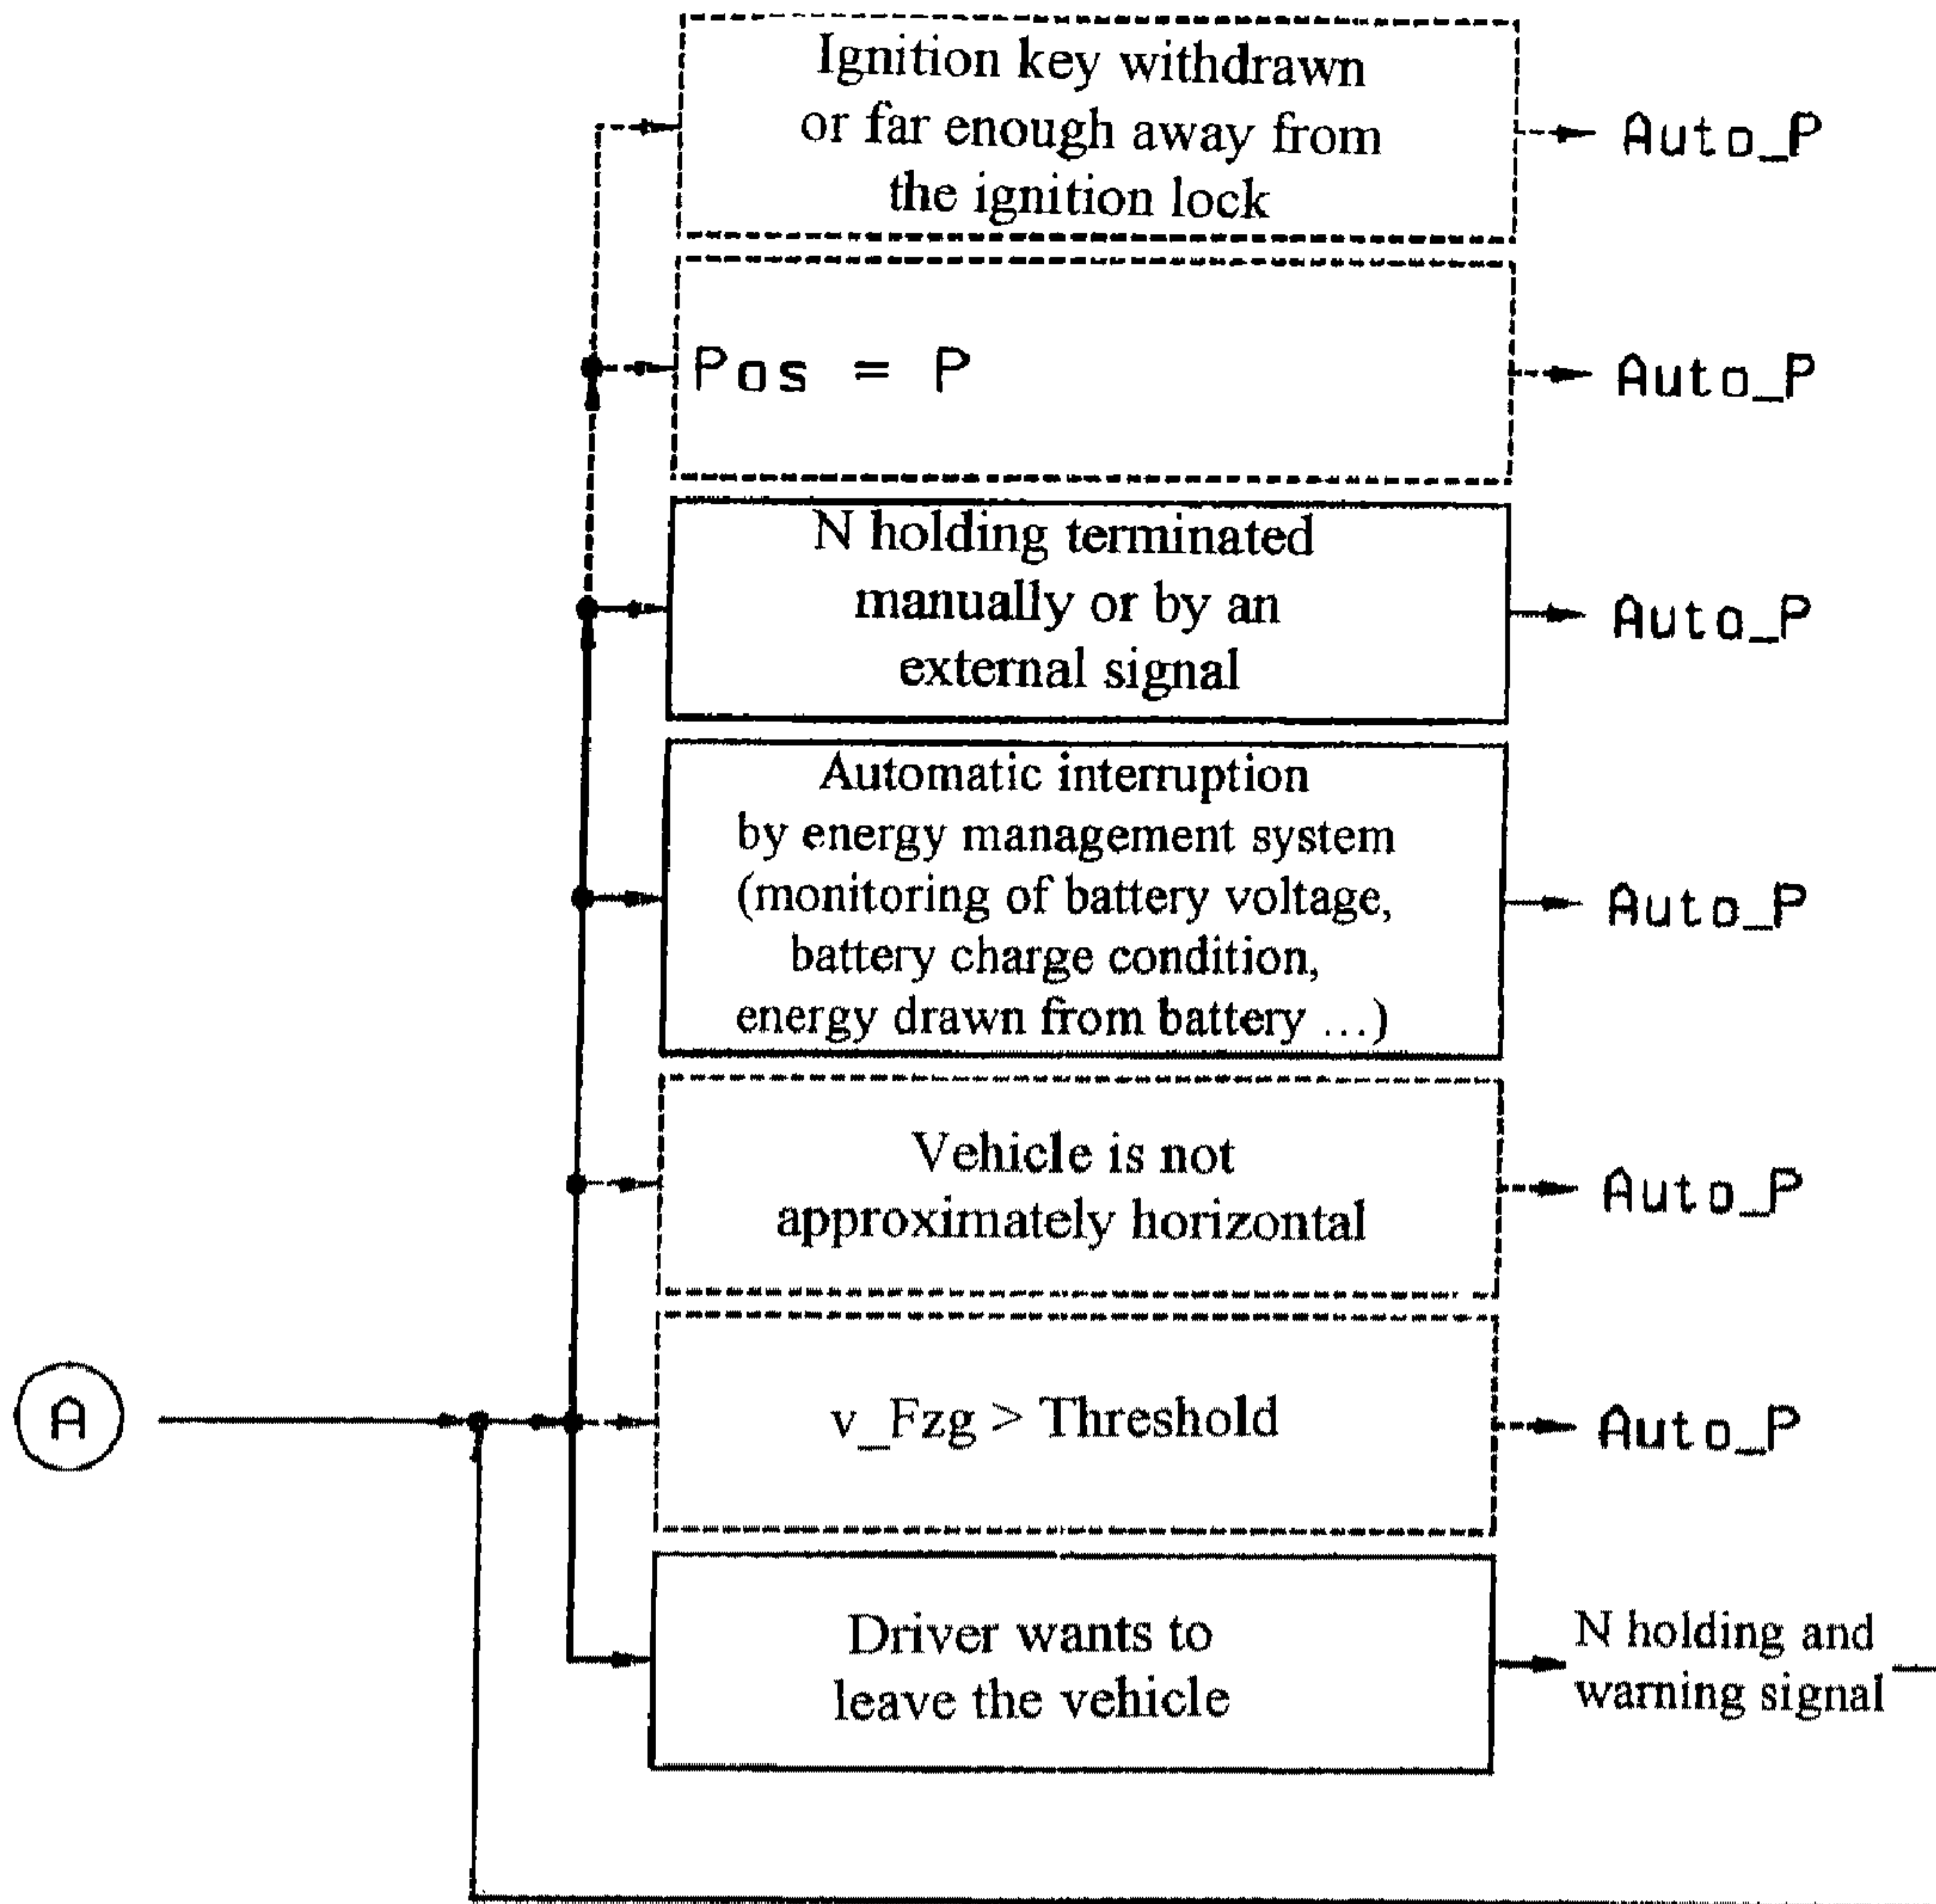 Ignition key withdrawn
or far enough away from
the ignition lock
Auto_P
Pos = P
Auto_P
N holding terminated
manually or by an
external signal
Auto_P
Automatic interruption
by energy management system
(monitoring of battery voltage,
battery charge condition,
energy drawn from battery ...)
Auto_P
Vehicle is not
approximately horizontal
Auto_P
A
v_Fzg > Threshold
Auto_P
Driver wants to
leave the vehicle
N holding and
warning signal